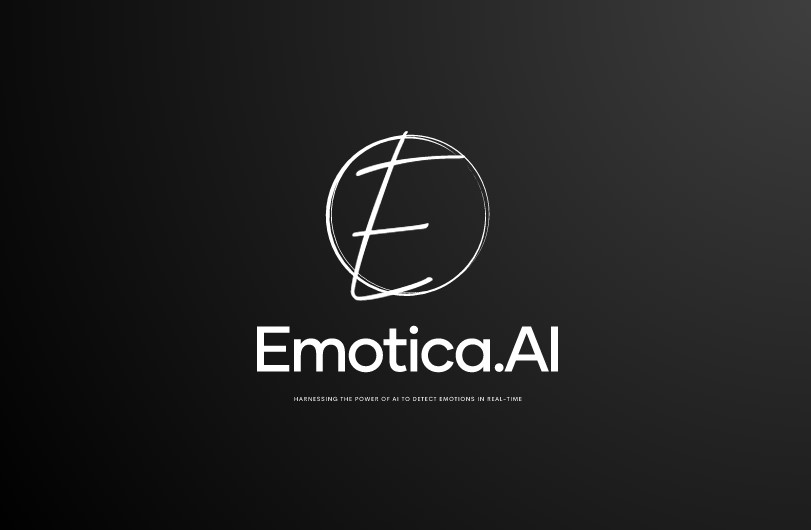 E
Emotica.AI
HARNESSING THE POWER OF AI TO DETECT EMOTIONS IN REAL-TIME